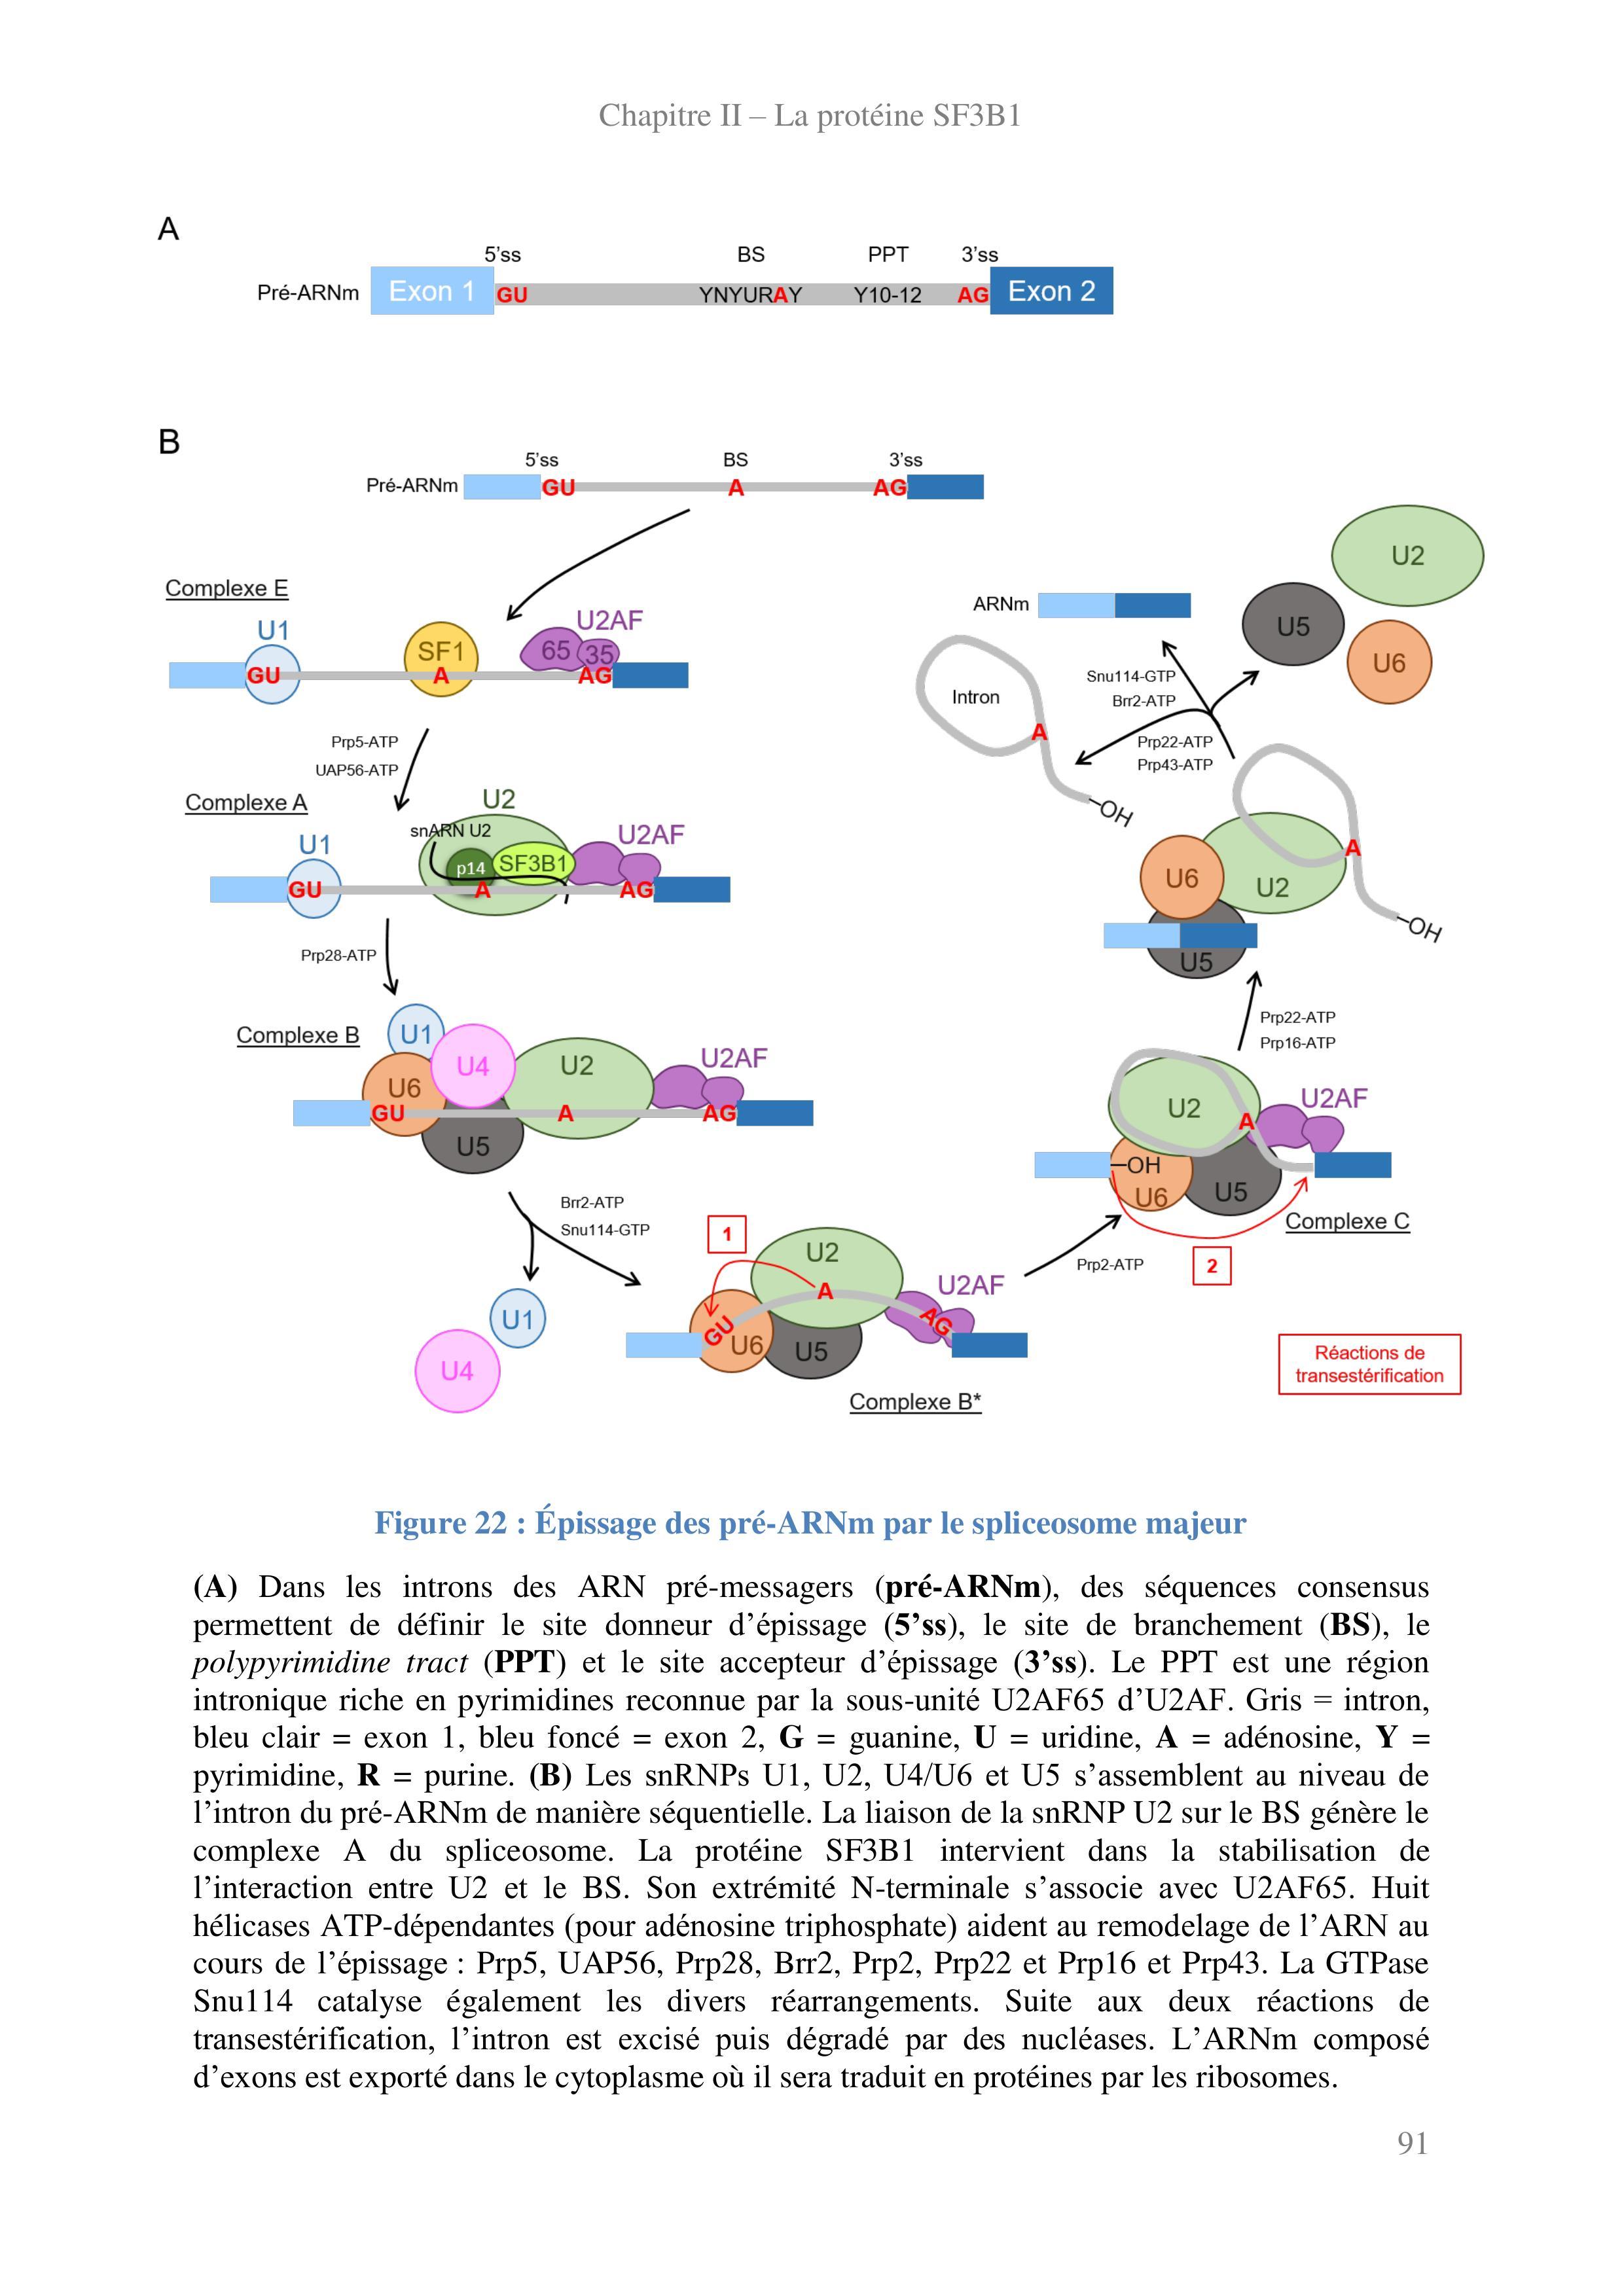 Chapitre II – La protéine SF3B1
A
5'ss BS PPT 3'ss
Pré-ARNm Exon 1 GU YNYURAY Y10-12 AG Exon 2
B
5'ss BS 3'ss
Pré-ARNm GU A AG
Complexe E
U1 SF1 U2AF
65 35
GU A AG
Prp5-ATP
UAP56-ATP
Complexe A
U2
snARN U2
U1 p14 SF3B1 U2AF
GU A AG
Prp28-ATP
Complexe B
U1 U4 U2 U2AF
U6
GU A AG
U5
Brr2-ATP
Snu114-GTP
U1
U4
1
U2
A U2AF
GU U6 U5 AG
Complexe B*
Prp2-ATP
U2 A U2AF
OH
U6 U5
Complexe C
2
Réactions de
transestérification
Prp22-ATP
Prp16-ATP
U6 U2 A
OH
U5
Snu114-GTP
Brr2-ATP
Prp22-ATP
Prp43-ATP
ARNm
Intron
A
OH
U2
U5
U6
Figure 22 : Épissage des pré-ARNm par le spliceosome majeur
(A) Dans les introns des ARN pré-messagers (pré-ARNm), des séquences consensus
permettent de définir le site donneur d'épissage (5'ss), le site de branchement (BS), le
polypyrimidine tract (PPT) et le site accepteur d'épissage (3'ss). Le PPT est une région
intronique riche en pyrimidines reconnue par la sous-unité U2AF65 d'U2AF. Gris = intron,
bleu clair = exon 1, bleu foncé = exon 2, G = guanine, U = uridine, A = adénosine, Y =
pyrimidine, R = purine. (B) Les snRNPs U1, U2, U4/U6 et U5 s'assemblent au niveau de
l'intron du pré-ARNm de manière séquentielle. La liaison de la snRNP U2 sur le BS génère le
complexe A du spliceosome. La protéine SF3B1 intervient dans la stabilisation de
l'interaction entre U2 et le BS. Son extrémité N-terminale s'associe avec U2AF65. Huit
hélicases ATP-dépendantes (pour adénosine triphosphate) aident au remodelage de l'ARN au
cours de l'épissage : Prp5, UAP56, Prp28, Brr2, Prp2, Prp22 et Prp16 et Prp43. La GTPase
Snu114 catalyse également les divers réarrangements. Suite aux deux réactions de
transestérification, l'intron est excisé puis dégradé par des nucléases. L'ARNm composé
d'exons est exporté dans le cytoplasme où il sera traduit en protéines par les ribosomes.
91